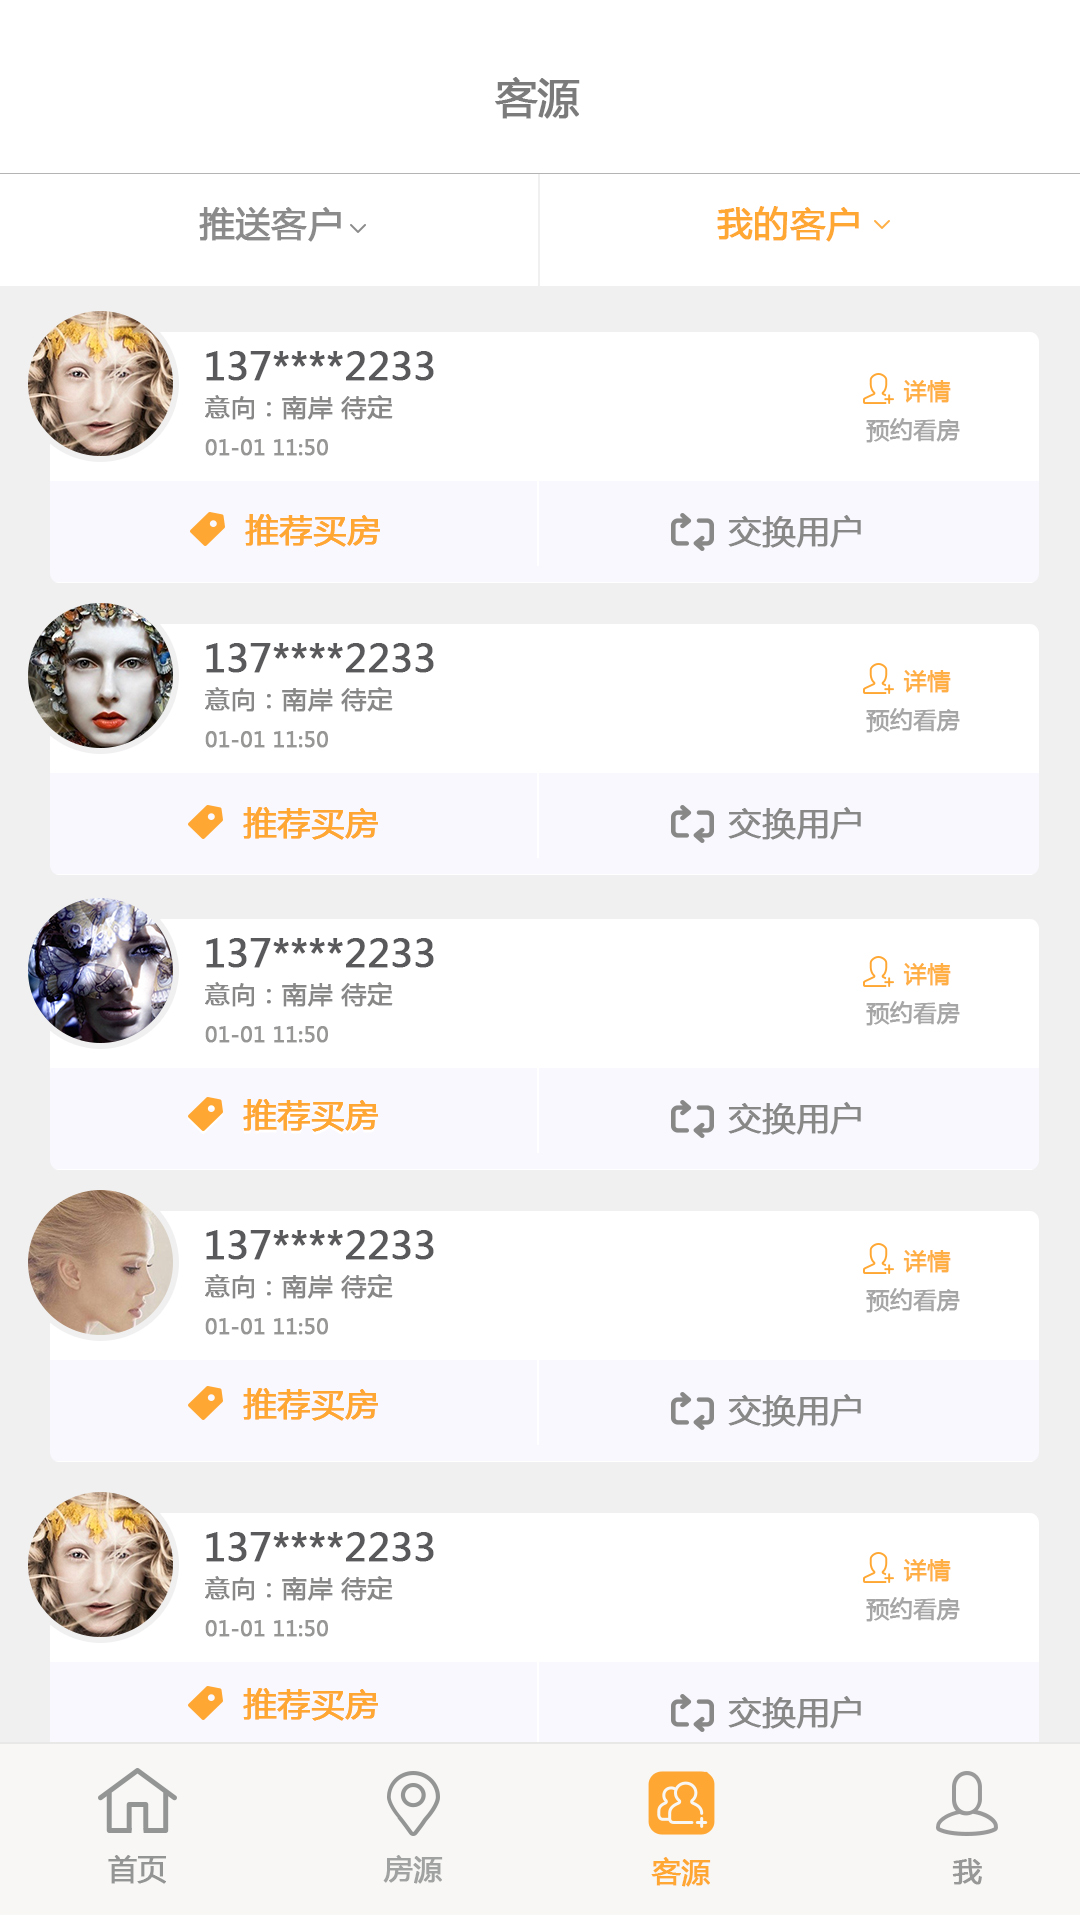 客源
推送客户 我的客户
137****2233
详情
意向：南岸 待定
预约看房
01-01 11:50
推荐买房 交换用户
137****2233
详情
意向：南岸 待定
预约看房
01-01 11:50
推荐买房 交换用户
137****2233
详情
意向：南岸 待定
预约看房
01-01 11:50
推荐买房 交换用户
137****2233
详情
意向：南岸 待定
预约看房
01-01 11:50
推荐买房 交换用户
137****2233
详情
意向：南岸 待定
预约看房
01-01 11:50
推荐买房 交换用户
首页 房源 客源 我